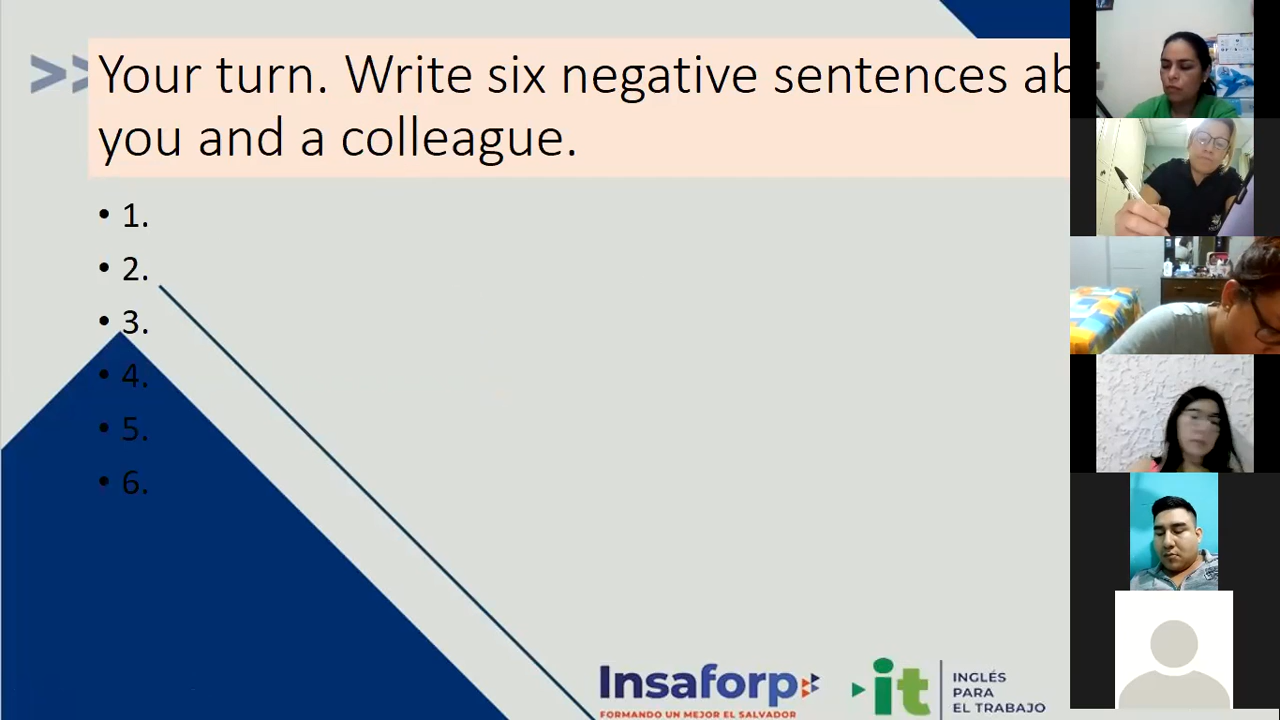 >> Your turn. Write six negative sentences ab
you and a colleague.
• 1.
• 2.
• 3.
• 4.
• 5.
• 6.
Insaforp
FORMANDO UN MEJOR EL SALVADOR
it
INGLÉS
PARA
EL TRABAJO